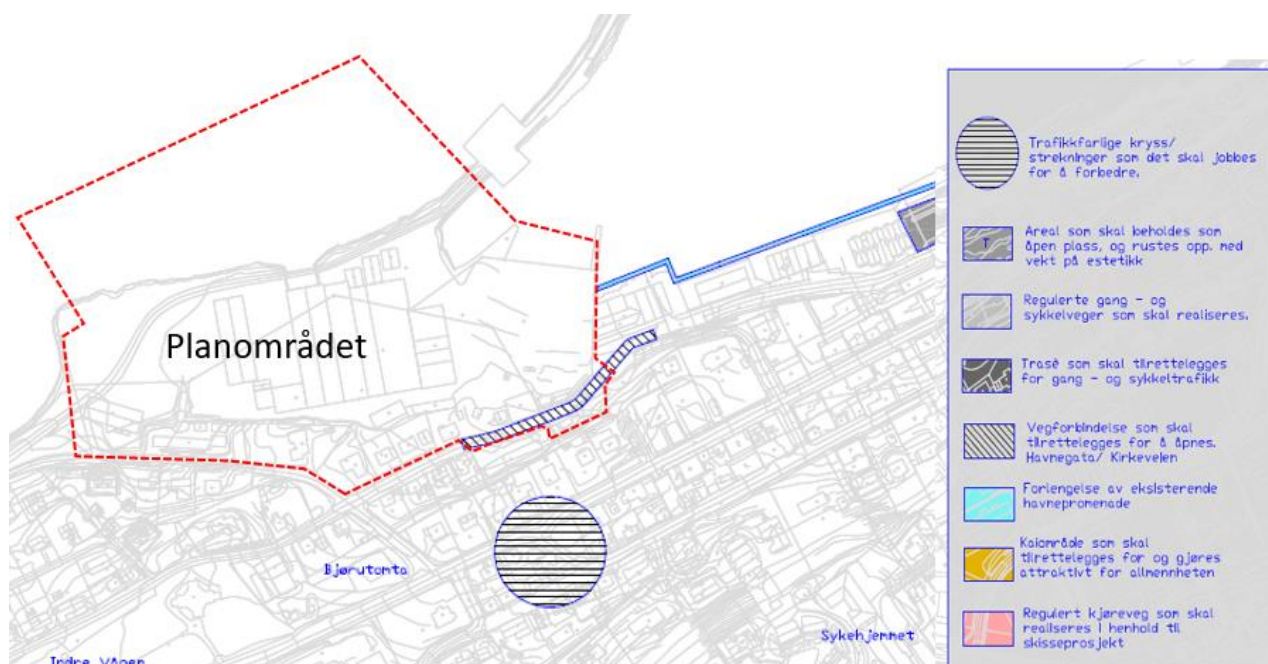 Planområdet
Bjørutomta
Sykehjemmet
Indre Vågen
Trafikkfarlige kryss/
strekninger som det skal jobbes
for å forbedre.
T
Areal som skal beholdes som
åpen plass, og rustes opp. med
vekt på estetikk
Regulerte gang - og
sykkelveger som skal realiseres.
Trasè som skal tilrettelegges
for gang - og sykkeltrafikk
Vegforbindelse som skal
tilrettelegges for å åpnes.
Havnegata/ Kirkeveien
Forlengelse av eksisterende
havnepromenade
Kaiområde som skal
tilrettelegges for og gjøres
attraktivt for allmennheten
Regulert kjøreveg som skal
realiseres i henhold til
skisseprosjekt